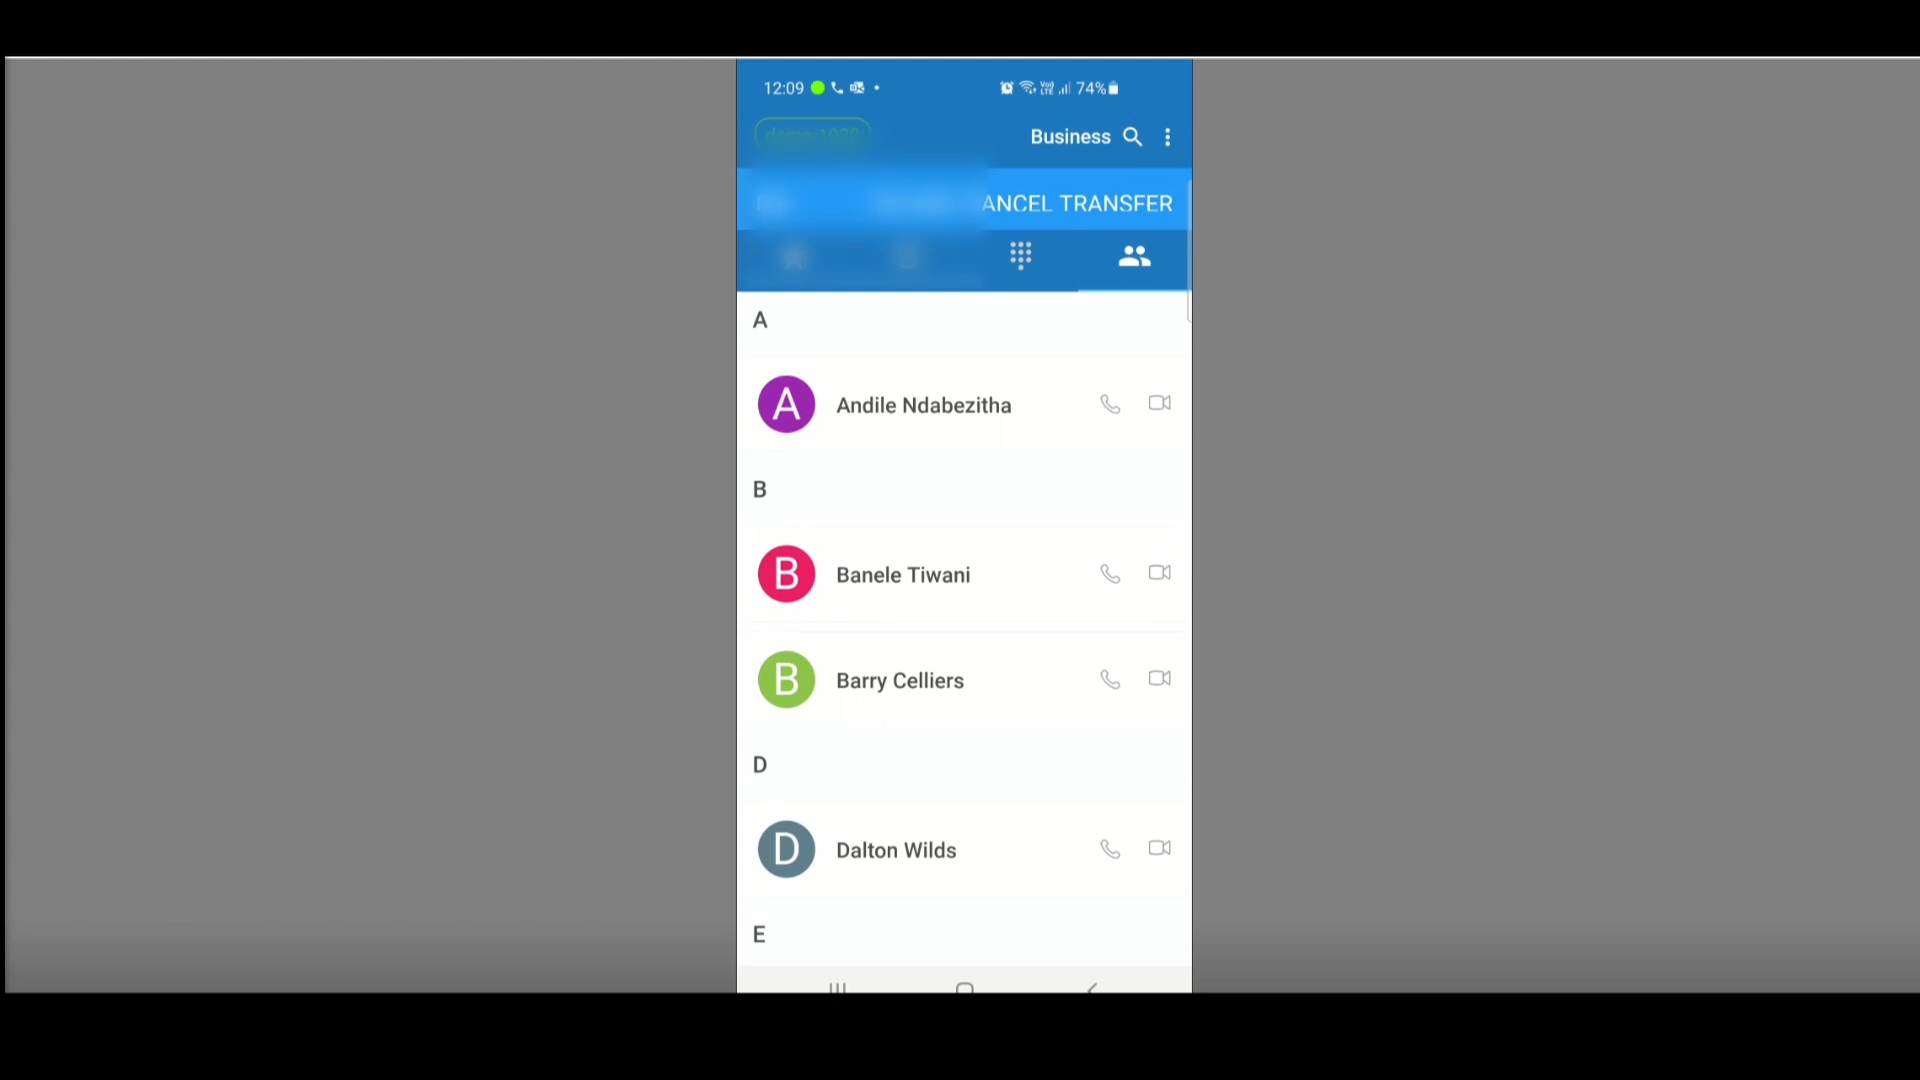 12:09 74%
Business
ANCEL TRANSFER
A
A Andile Ndabezitha
B
B Banele Tiwani
B Barry Celliers
D
D Dalton Wilds
E